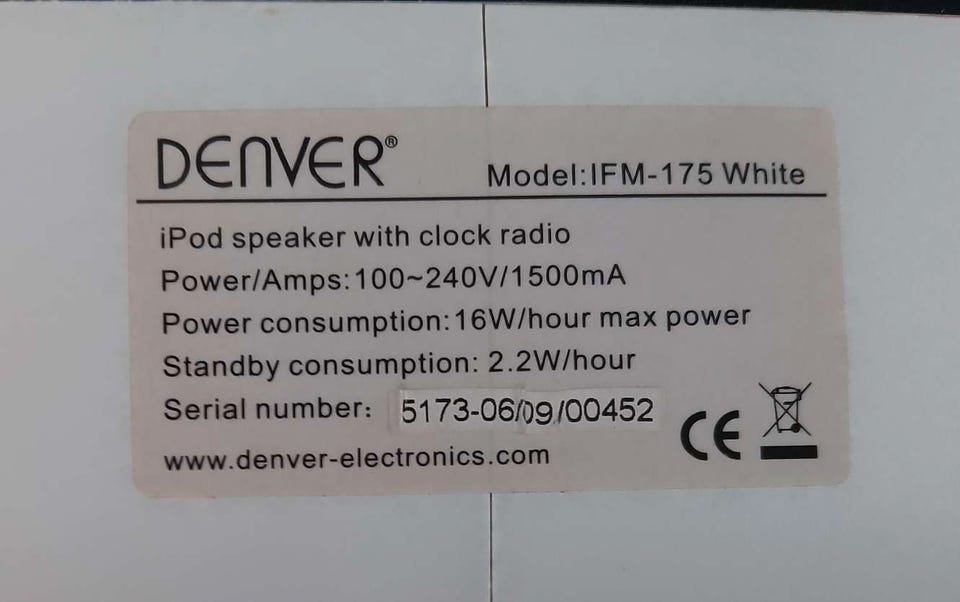 DENVER®
Model:IFM-175 White
iPod speaker with clock radio
Power/Amps:100~240V/1500mA
Power consumption:16W/hour max power
Standby consumption: 2.2W/hour
Serial number: 5173-06/09/00452
www.denver-electronics.com
CE